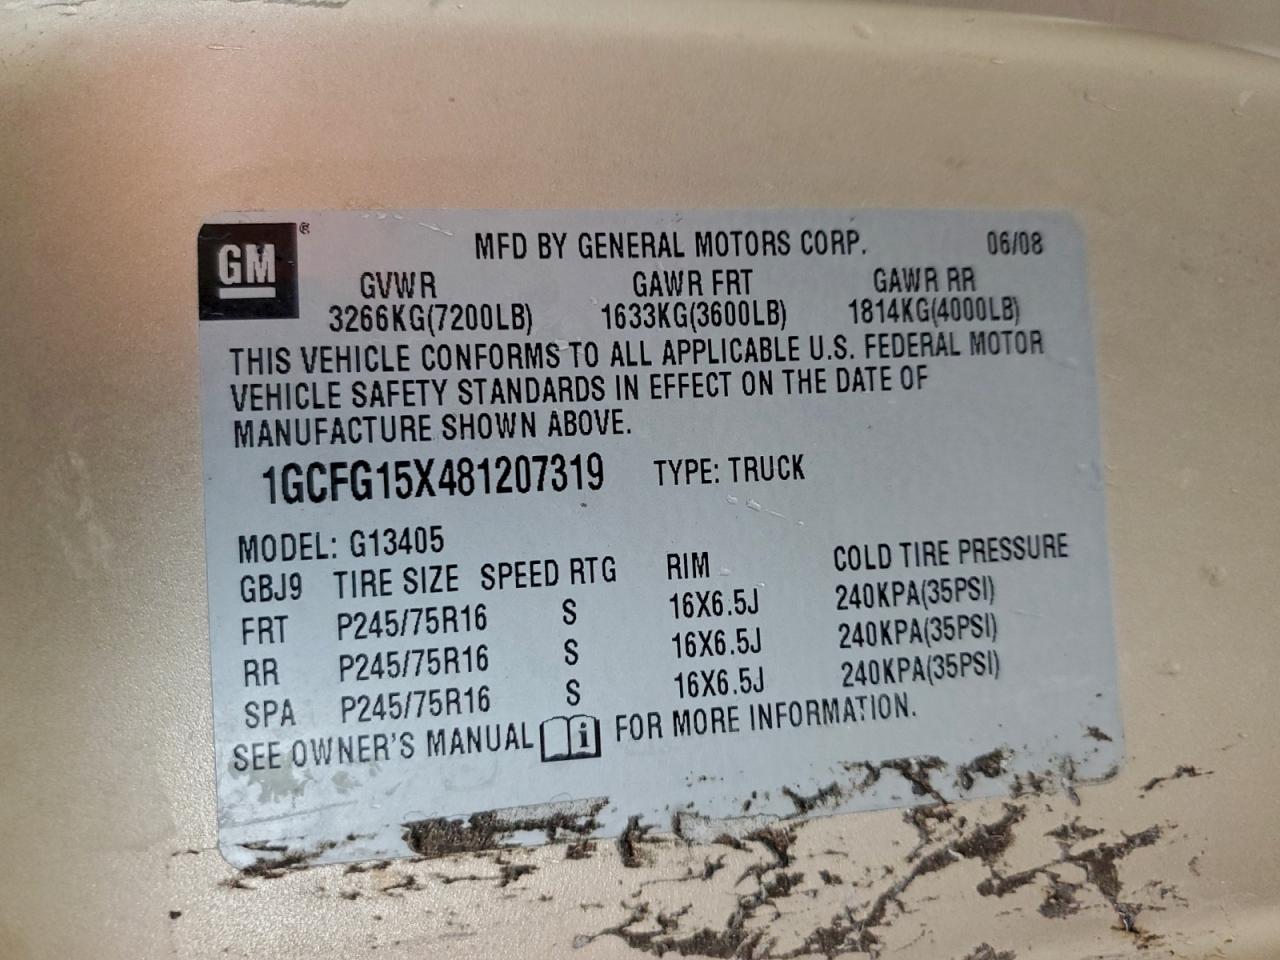 GM ®
MFD BY GENERAL MOTORS CORP. 06/08
GVWR GAWR FRT GAWR RR
3266KG(7200LB) 1633KG(3600LB) 1814KG(4000LB)
THIS VEHICLE CONFORMS TO ALL APPLICABLE U.S. FEDERAL MOTOR
VEHICLE SAFETY STANDARDS IN EFFECT ON THE DATE OF
MANUFACTURE SHOWN ABOVE.
1GCFG15X481207319 TYPE: TRUCK
MODEL: G13405
GBJ9 TIRE SIZE SPEED RTG RIM COLD TIRE PRESSURE
FRT P245/75R16 S 16X6.5J 240KPA(35PSI)
RR P245/75R16 S 16X6.5J 240KPA(35PSI)
SPA P245/75R16 S 16X6.5J 240KPA(35PSI)
SEE OWNER'S MANUAL i FOR MORE INFORMATION.